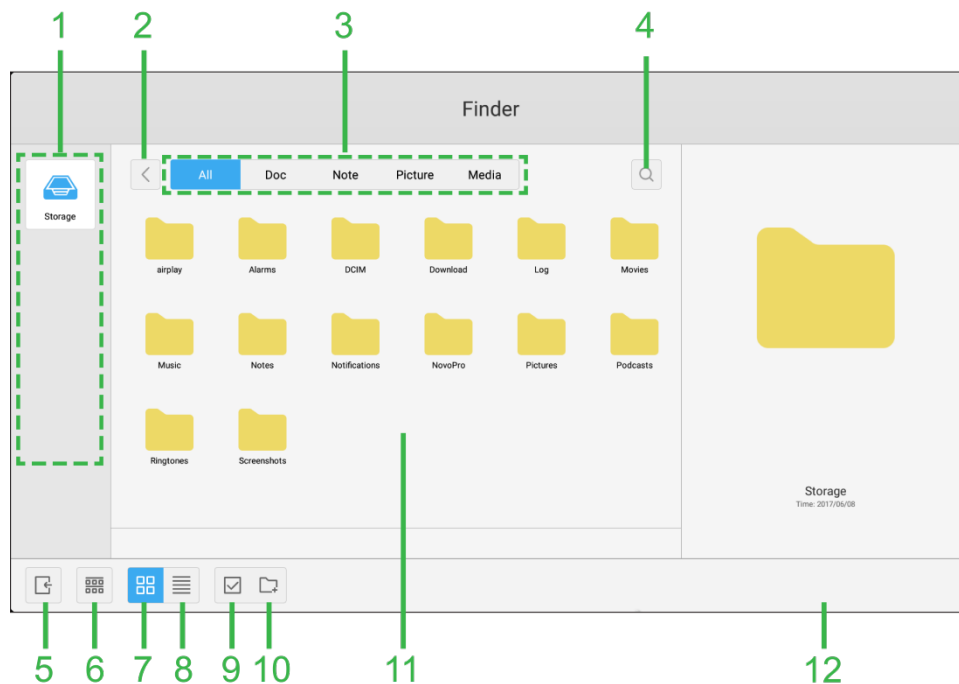 1 2 3 4
Finder
All Doc Note Picture Media
Storage
airplay Alarms DCIM Download Log Movies
Music Notes Notifications NovoPro Pictures Podcasts
Ringtones Screenshots
Storage
Time: 2017/06/08
5 6 7 8 9 10 11 12